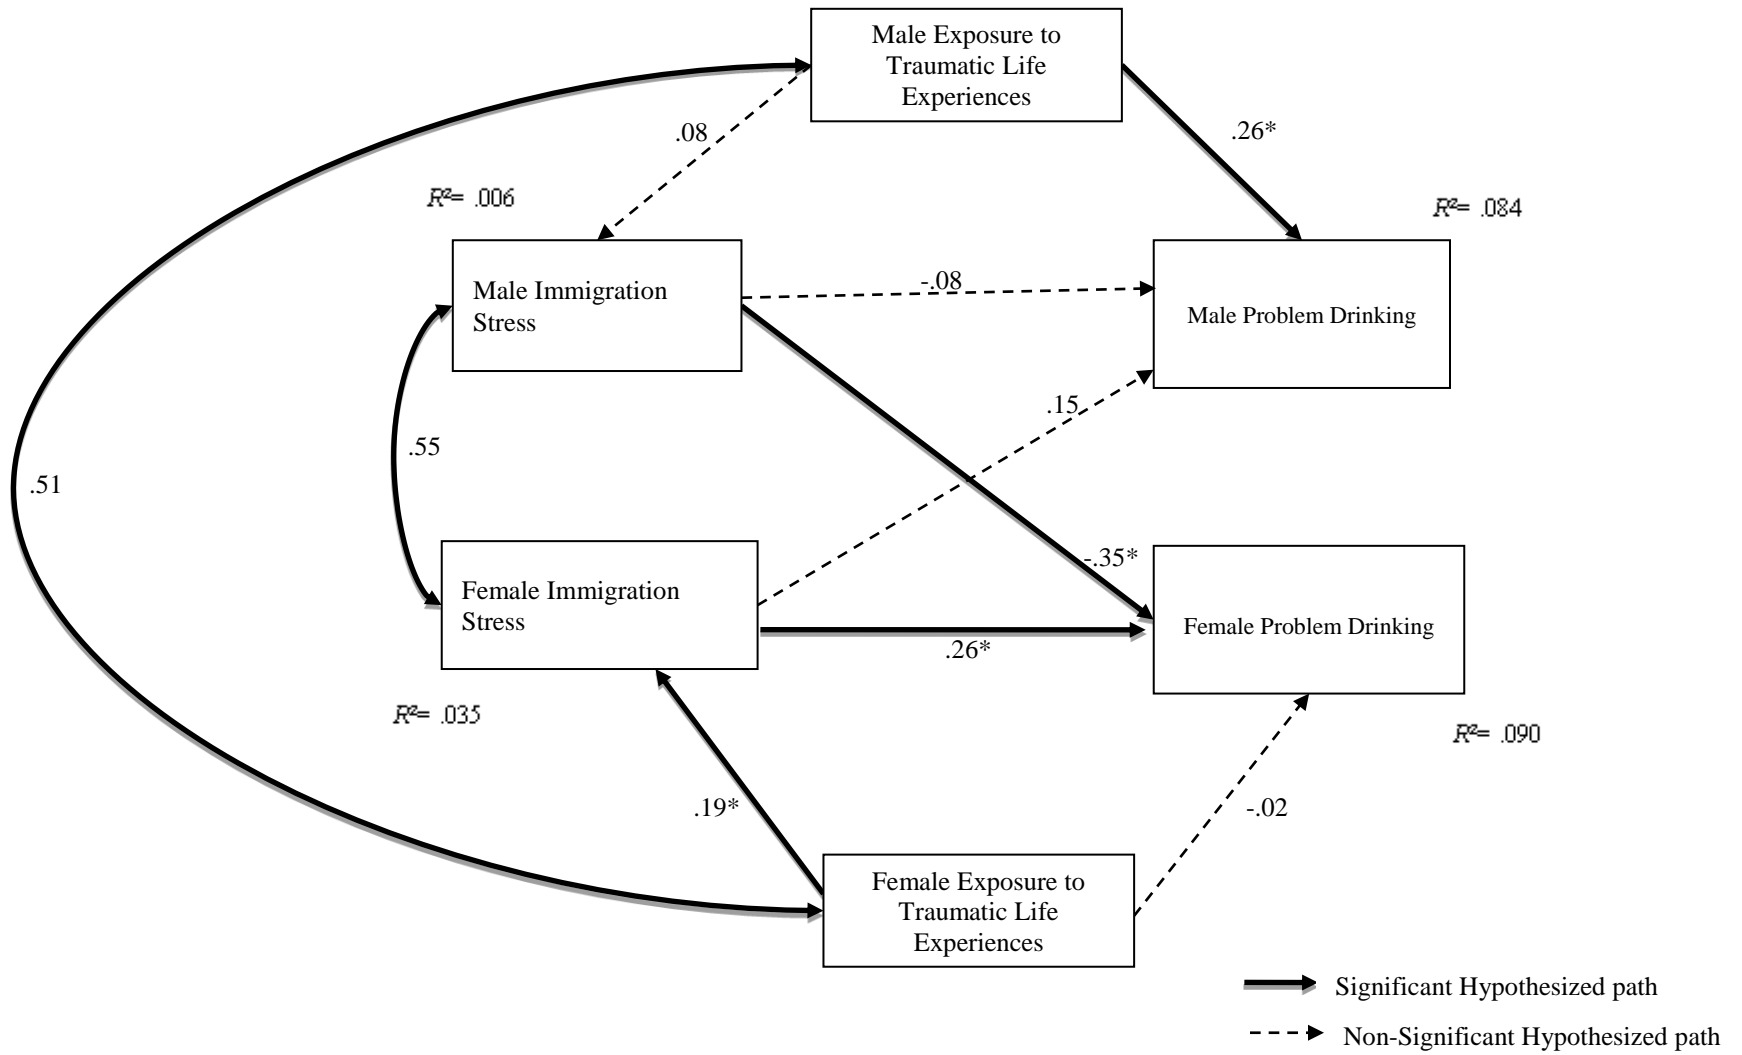 Male Exposure to
Traumatic Life
Experiences
.08
.26*
R²= .006
R²= .084
Male Immigration
Stress
-.08
Male Problem Drinking
.15
.55
.51
-.35*
Female Immigration
Stress
Female Problem Drinking
.26*
R²= .035
R²= .090
.19*
-.02
Female Exposure to
Traumatic Life
Experiences
Significant Hypothesized path
Non-Significant Hypothesized path